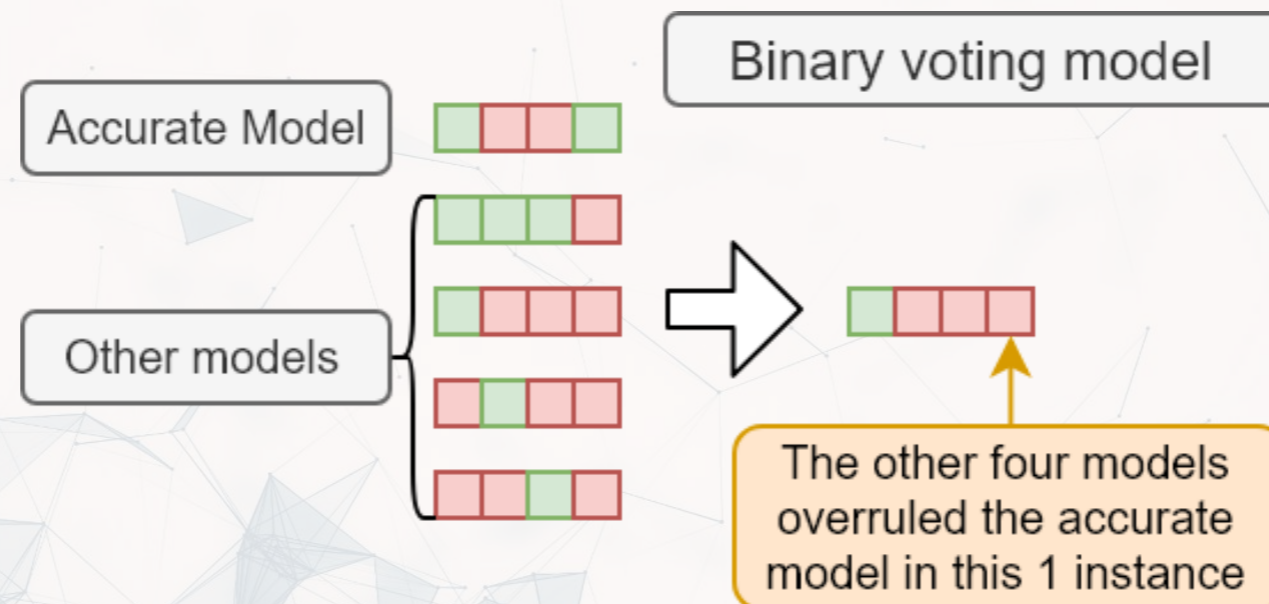 Binary voting model
Accurate Model
Other models
The other four models
overruled the accurate
model in this 1 instance